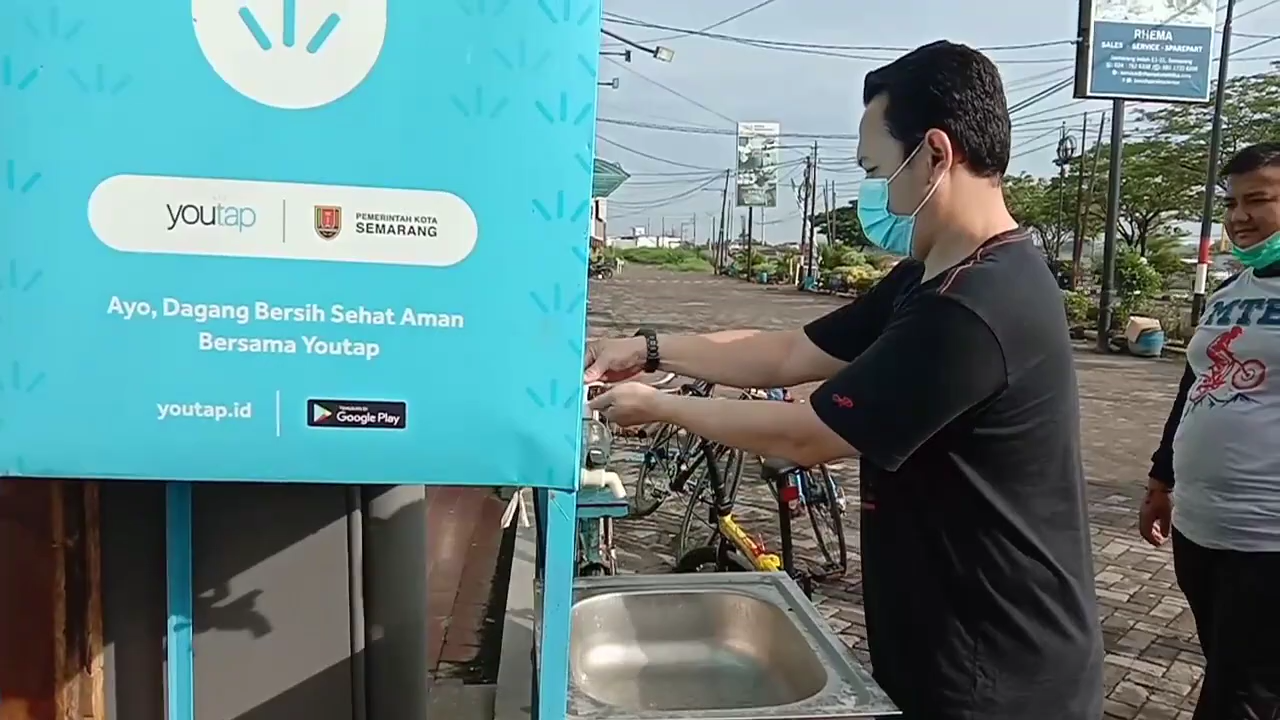 youtap
PEMERINTAH KOTA
SEMARANG
Ayo, Dagang Bersih Sehat Aman
Bersama Youtap
youtap.id
Google Play
RHEMA
SALES · SERVICE · SPAREPART
MTB